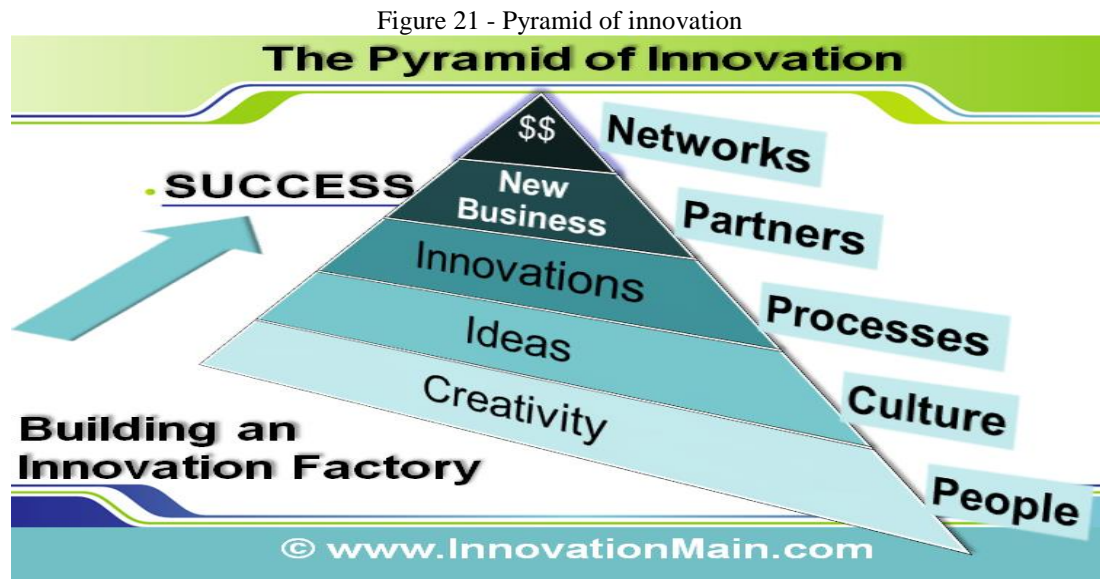 Figure 21 - Pyramid of innovation
The Pyramid of Innovation
$$
Networks
SUCCESS
New
Business
Partners
Innovations
Processes
Ideas
Culture
Creativity
People
Building an
Innovation Factory
© www.InnovationMain.com